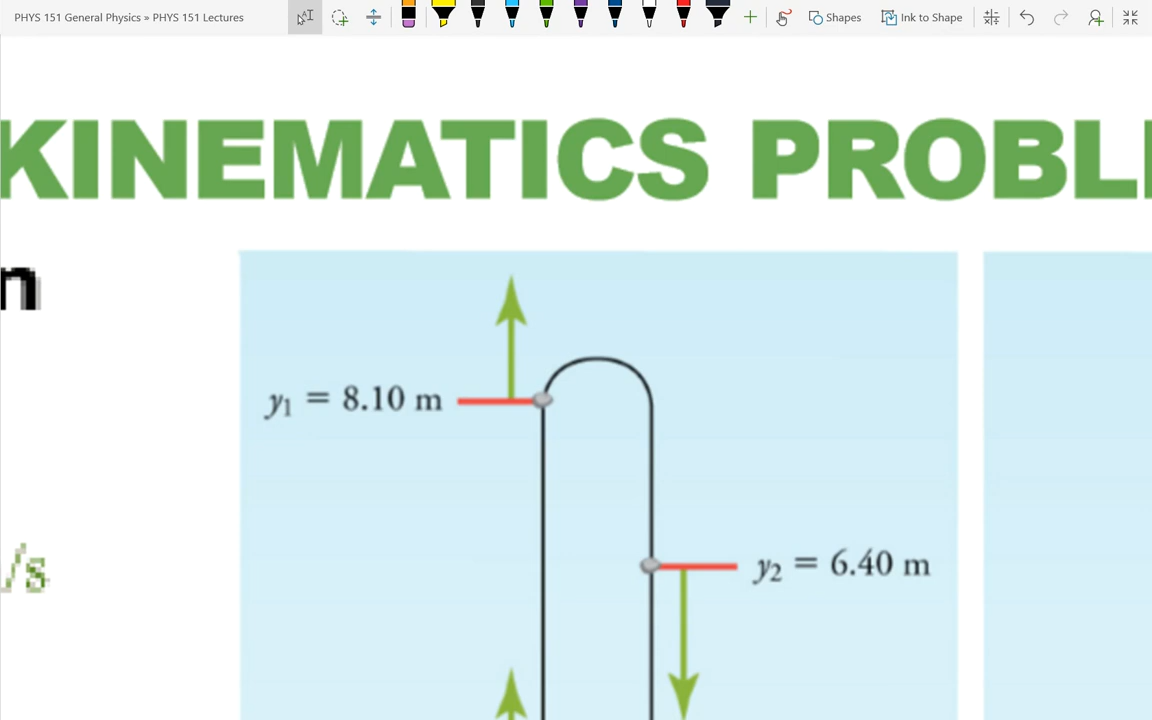 PHYS 151 General Physics » PHYS 151 Lectures
Shapes
Ink to Shape
KINEMATICS PROBL
n
y1 = 8.10 m
/s
y2 = 6.40 m